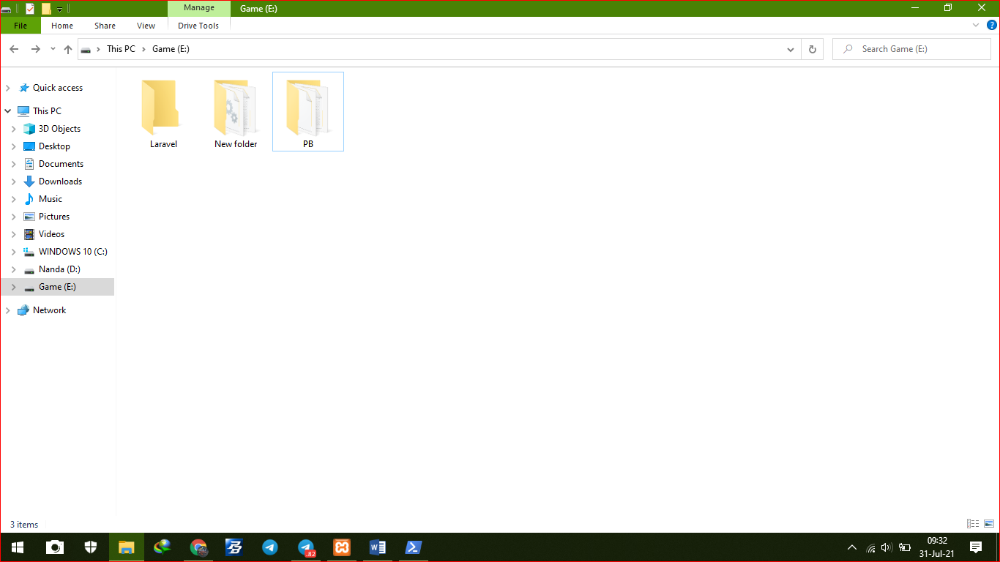 Manage
Game (E:)
File
Home
Share
View
Drive Tools
?
This PC
Game (E:)
Search Game (E:)
Quick access
This PC
3D Objects
Desktop
Documents
Downloads
Music
Pictures
Videos
WINDOWS 10 (C:)
Nanda (D:)
Game (E:)
Network
Laravel
New folder
PB
3 items
82
W
09:32
31-Jul-21